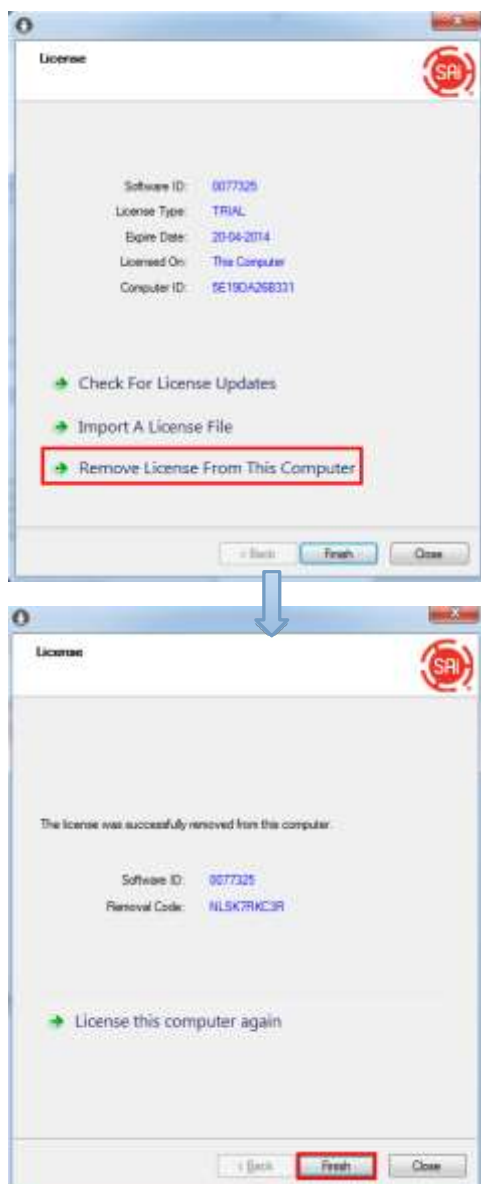 License
SAi
Software ID: 0077325
License Type: TRIAL
Expire Date: 20-04-2014
Licensed On: This Computer
Computer ID: 5E19DA26B331
Check For License Updates
Import A License File
Remove License From This Computer
< Back Finish Close
License
SAi
The license was successfully removed from this computer.
Software ID: 0077325
Removal Code: NLSK7RKC3R
License this computer again
< Back Finish Close